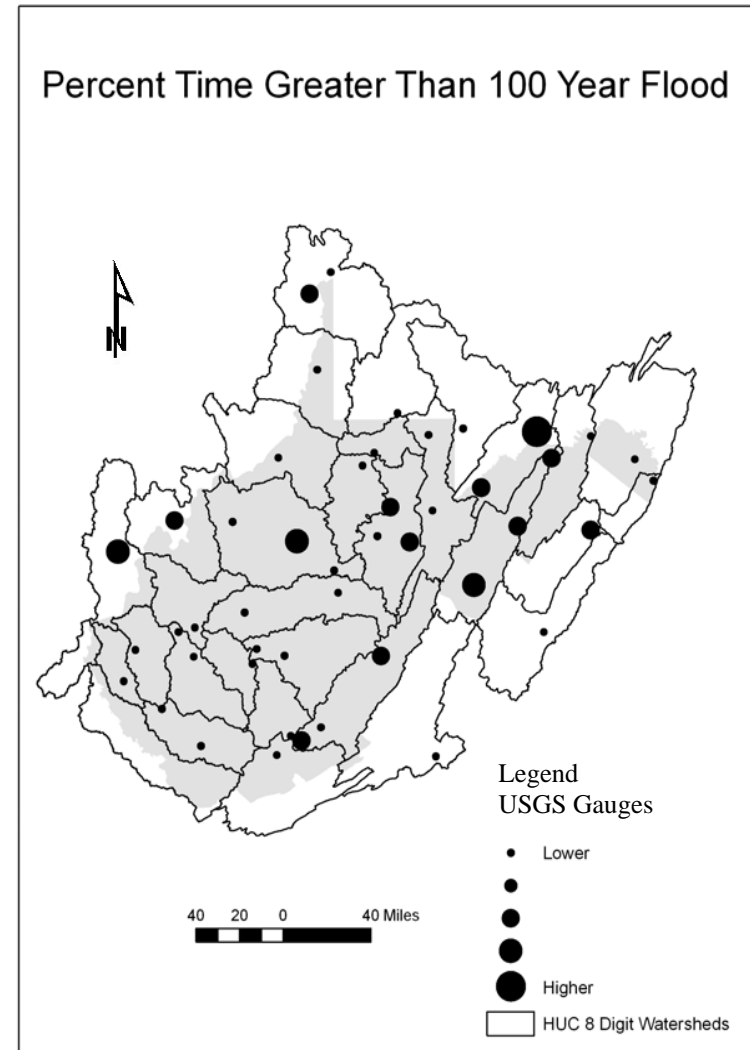 Percent Time Greater Than 100 Year Flood
N
Legend
USGS Gauges
Lower
Higher
HUC 8 Digit Watersheds
40 20 0 40 Miles